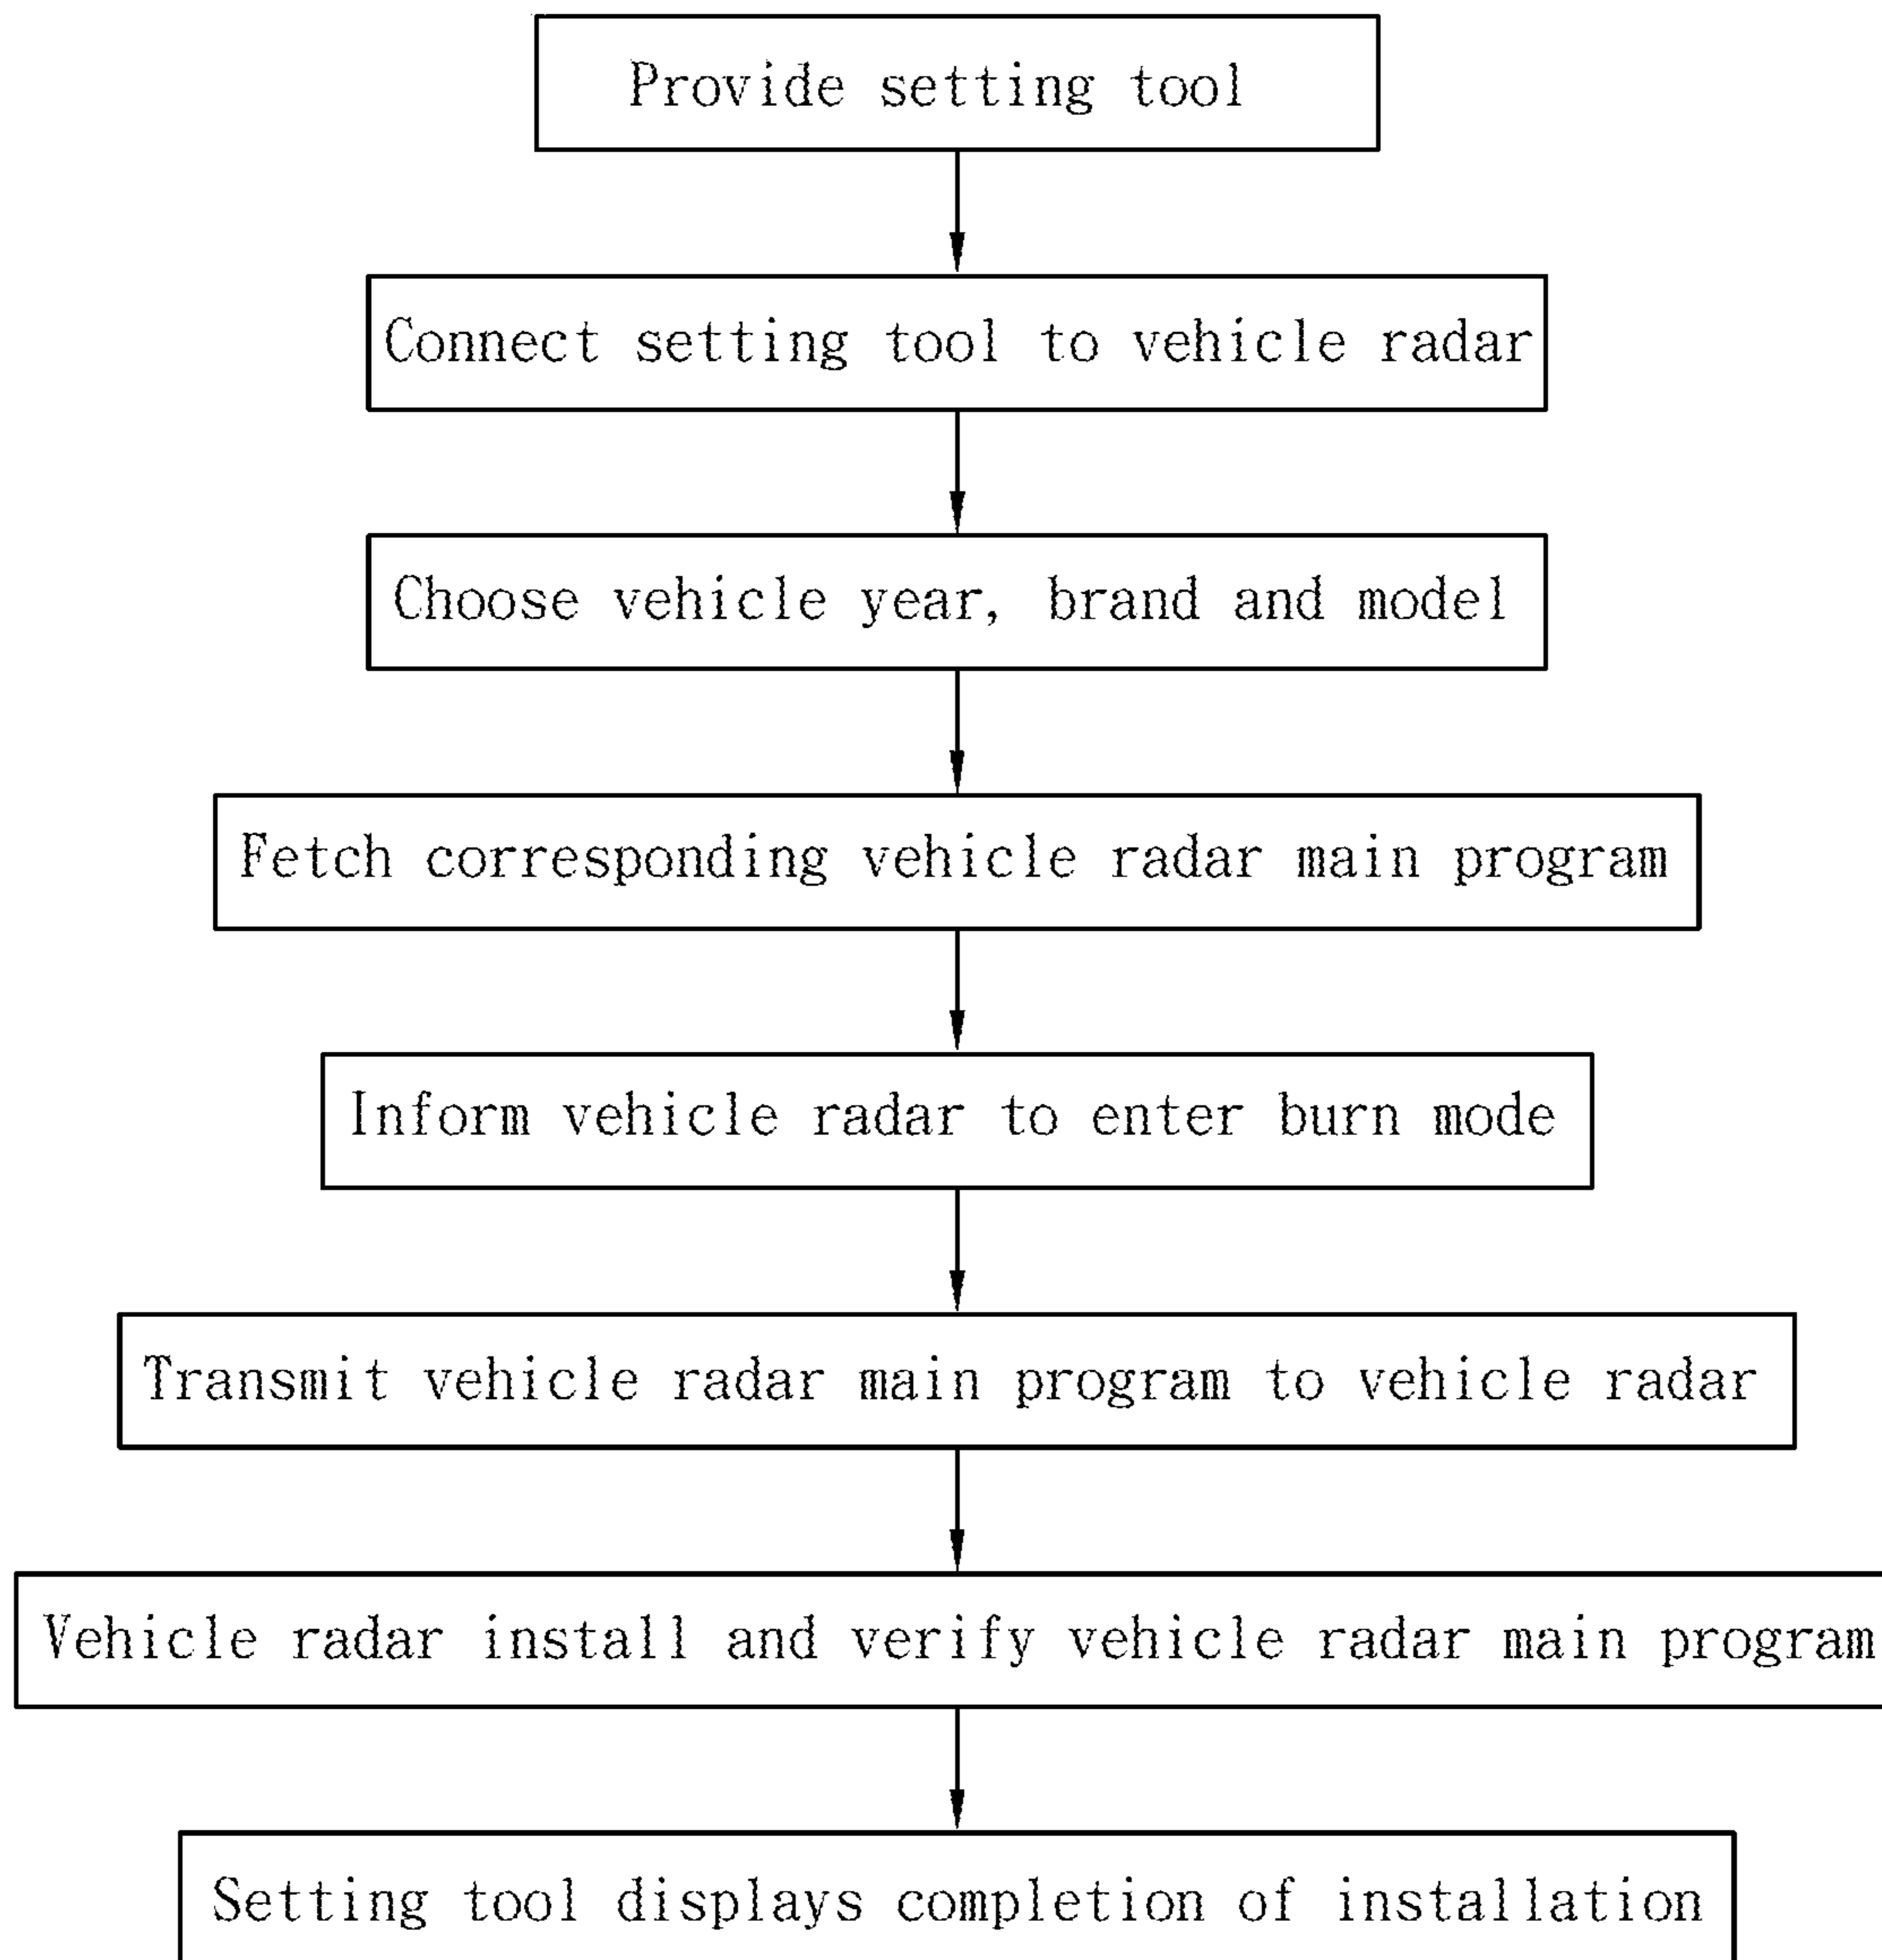 Provide setting tool
Connect setting tool to vehicle radar
Choose vehicle year, brand and model
Fetch corresponding vehicle radar main program
Inform vehicle radar to enter burn mode
Transmit vehicle radar main program to vehicle radar
Vehicle radar install and verify vehicle radar main program
Setting tool displays completion of installation